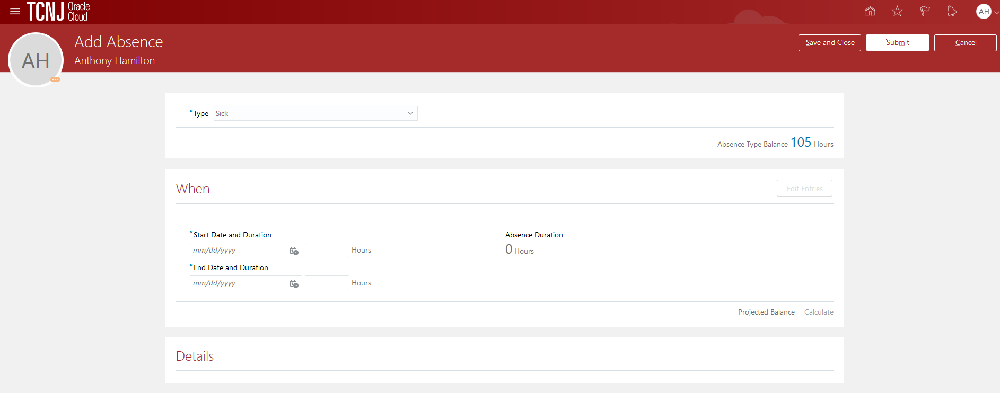 TCNJ Oracle Cloud
AH
AH
Add Absence
Anthony Hamilton
Save and Close
Submit
Cancel
*Type Sick
Absence Type Balance 105 Hours
When
Edit Entries
*Start Date and Duration
mm/dd/yyyy
Hours
Absence Duration
0 Hours
*End Date and Duration
mm/dd/yyyy
Hours
Projected Balance Calculate
Details